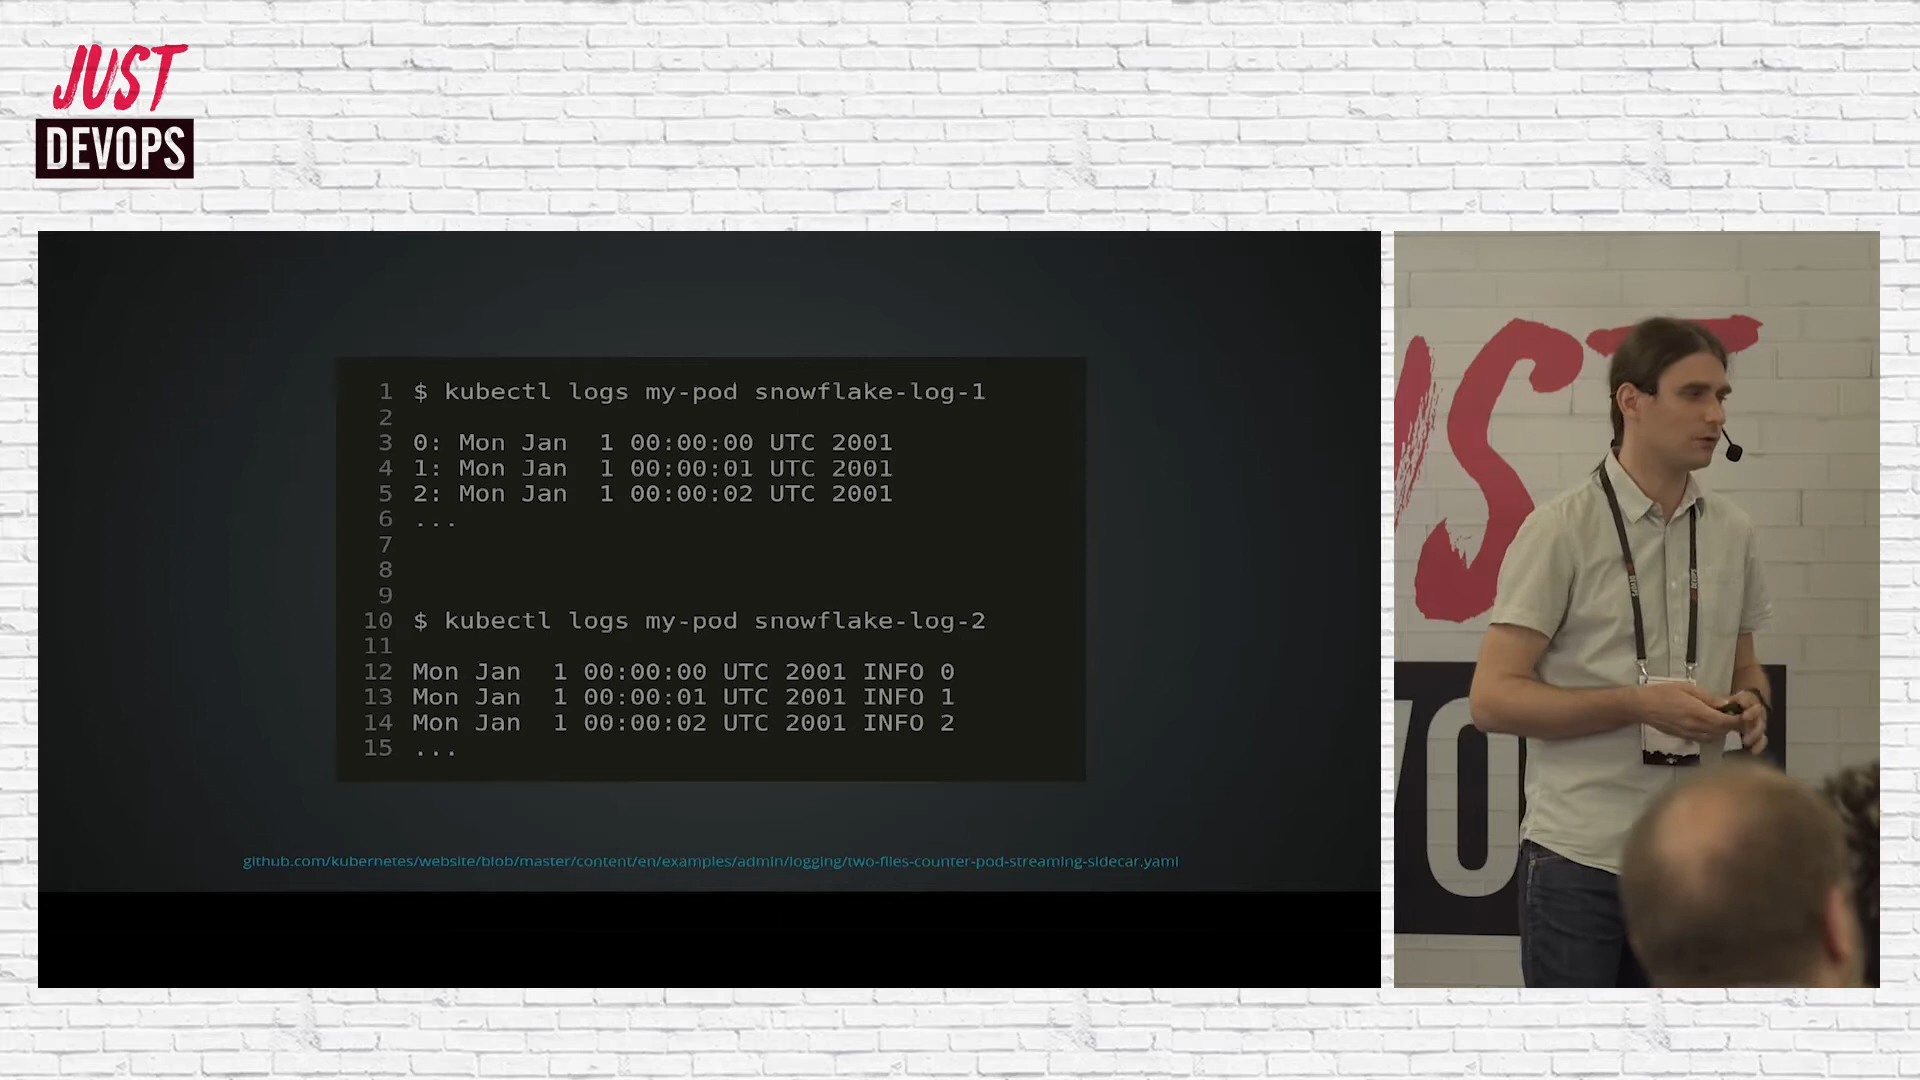 JUST
DEVOPS
1 $ kubectl logs my-pod snowflake-log-1
2
3 0: Mon Jan  1 00:00:00 UTC 2001
4 1: Mon Jan  1 00:00:01 UTC 2001
5 2: Mon Jan  1 00:00:02 UTC 2001
6 ...
7
8
9
10 $ kubectl logs my-pod snowflake-log-2
11
12 Mon Jan  1 00:00:00 UTC 2001 INFO 0
13 Mon Jan  1 00:00:01 UTC 2001 INFO 1
14 Mon Jan  1 00:00:02 UTC 2001 INFO 2
15 ...
github.com/kubernetes/website/blob/master/content/en/examples/admin/logging/two-files-counter-pod-streaming-sidecar.yaml